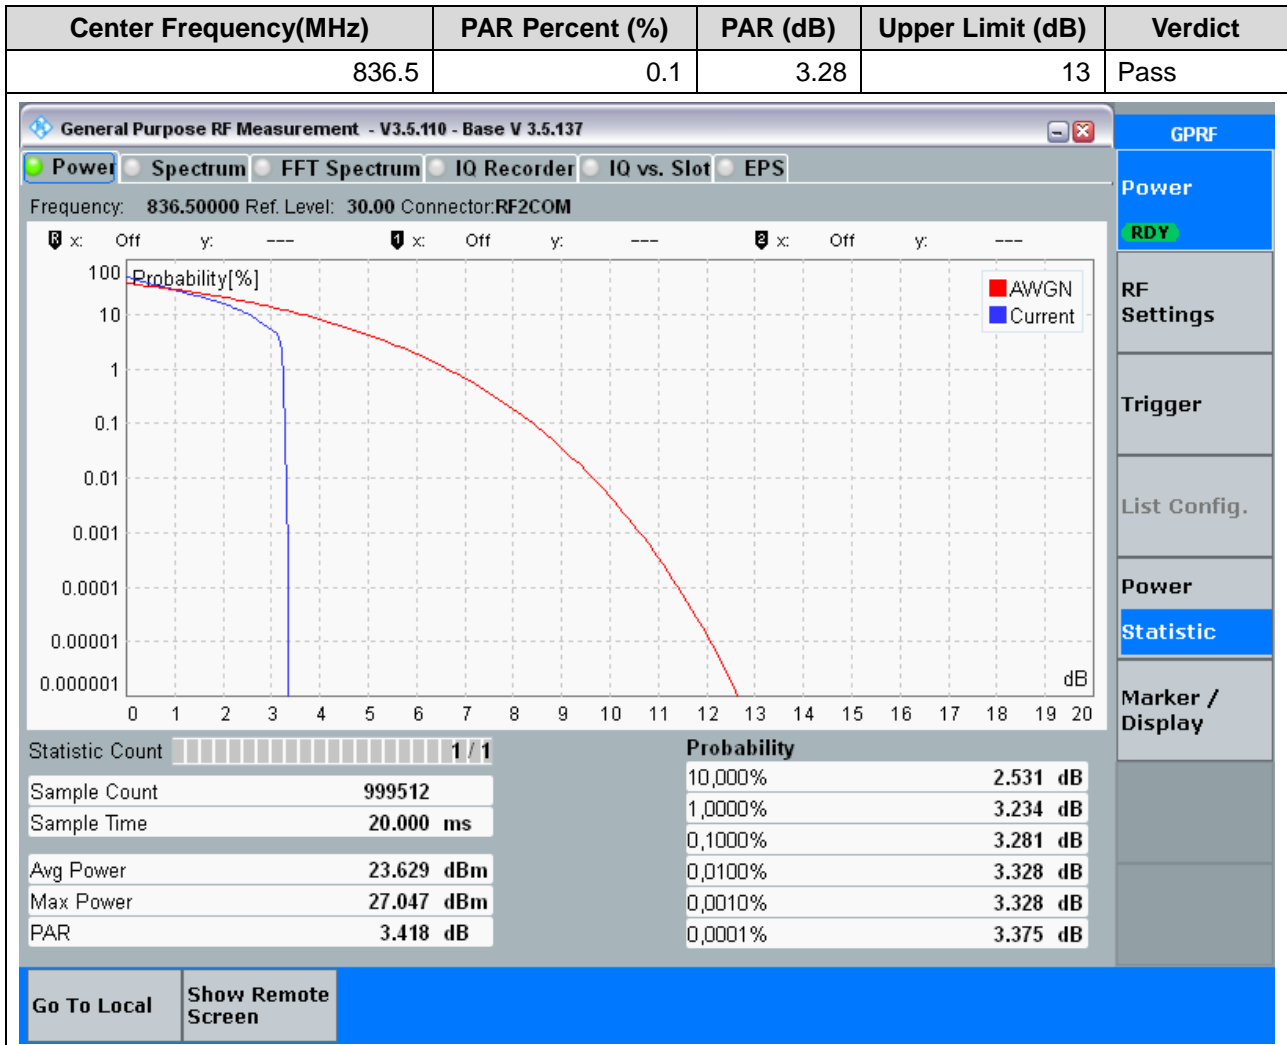 Center Frequency(MHz) PAR Percent (%) PAR (dB) Upper Limit (dB) Verdict
836.5 0.1 3.28 13 Pass
General Purpose RF Measurement - V3.5.110 - Base V 3.5.137
GPRF
Power Spectrum FFT Spectrum IQ Recorder IQ vs. Slot EPS
Frequency: 836.50000 Ref. Level: 30.00 Connector:RF2COM
R x: Off y: --- 1 x: Off y: --- 2 x: Off y: ---
Probability[%]
100
10
1
0.1
0.01
0.001
0.0001
0.00001
0.000001
AWGN
Current
dB
0 1 2 3 4 5 6 7 8 9 10 11 12 13 14 15 16 17 18 19 20
Statistic Count 1 / 1
Sample Count 999512
Sample Time 20.000 ms
Avg Power 23.629 dBm
Max Power 27.047 dBm
PAR 3.418 dB
Probability
10,000% 2.531 dB
1,0000% 3.234 dB
0,1000% 3.281 dB
0,0100% 3.328 dB
0,0010% 3.328 dB
0,0001% 3.375 dB
Power
RDY
RF
Settings
Trigger
List Config.
Power
Statistic
Marker /
Display
Go To Local
Show Remote
Screen